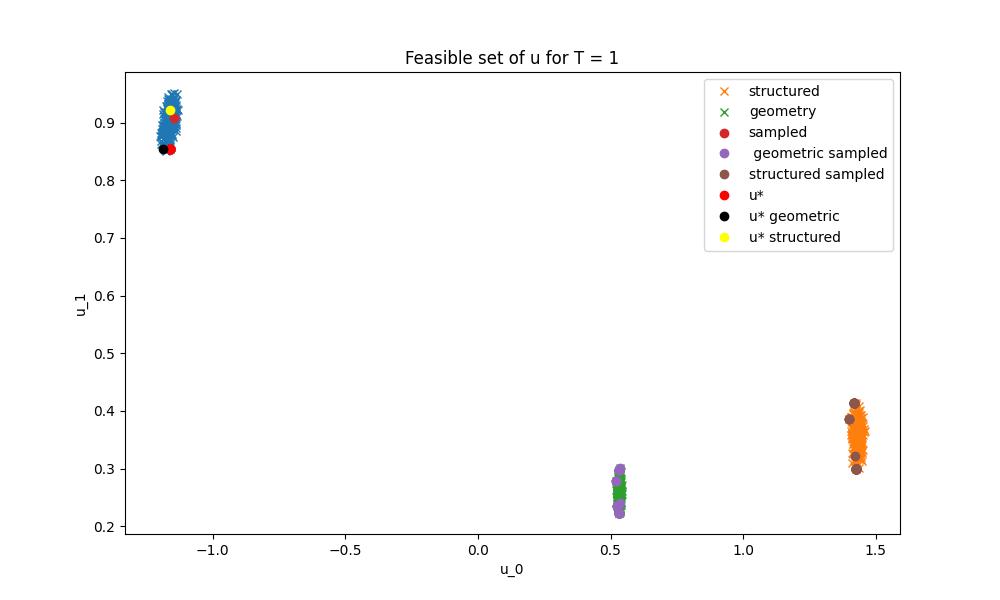 Feasible set of u for T = 1
structured
geometry
sampled
geometric sampled
structured sampled
u*
u* geometric
u* structured
0.9
0.8
0.7
0.6
0.5
0.4
0.3
0.2
u_1
−1.0 −0.5 0.0 0.5 1.0 1.5
u_0